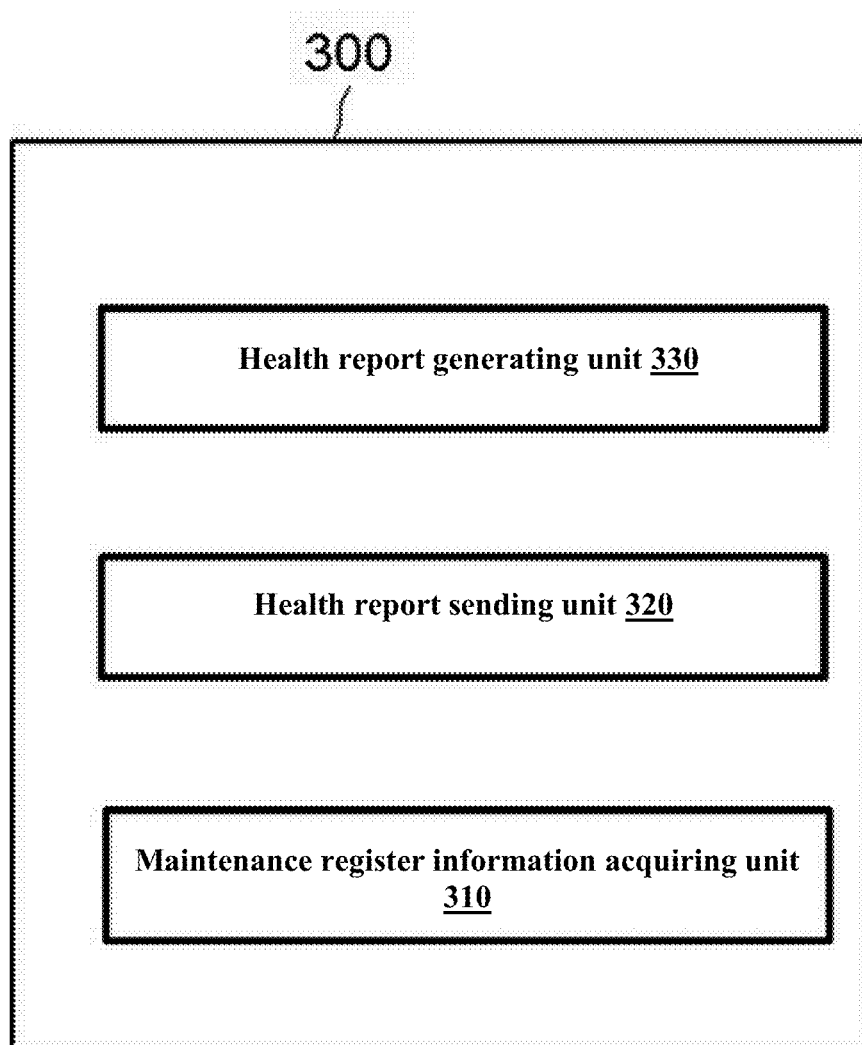 300
Health report generating unit 330
Health report sending unit 320
Maintenance register information acquiring unit
310